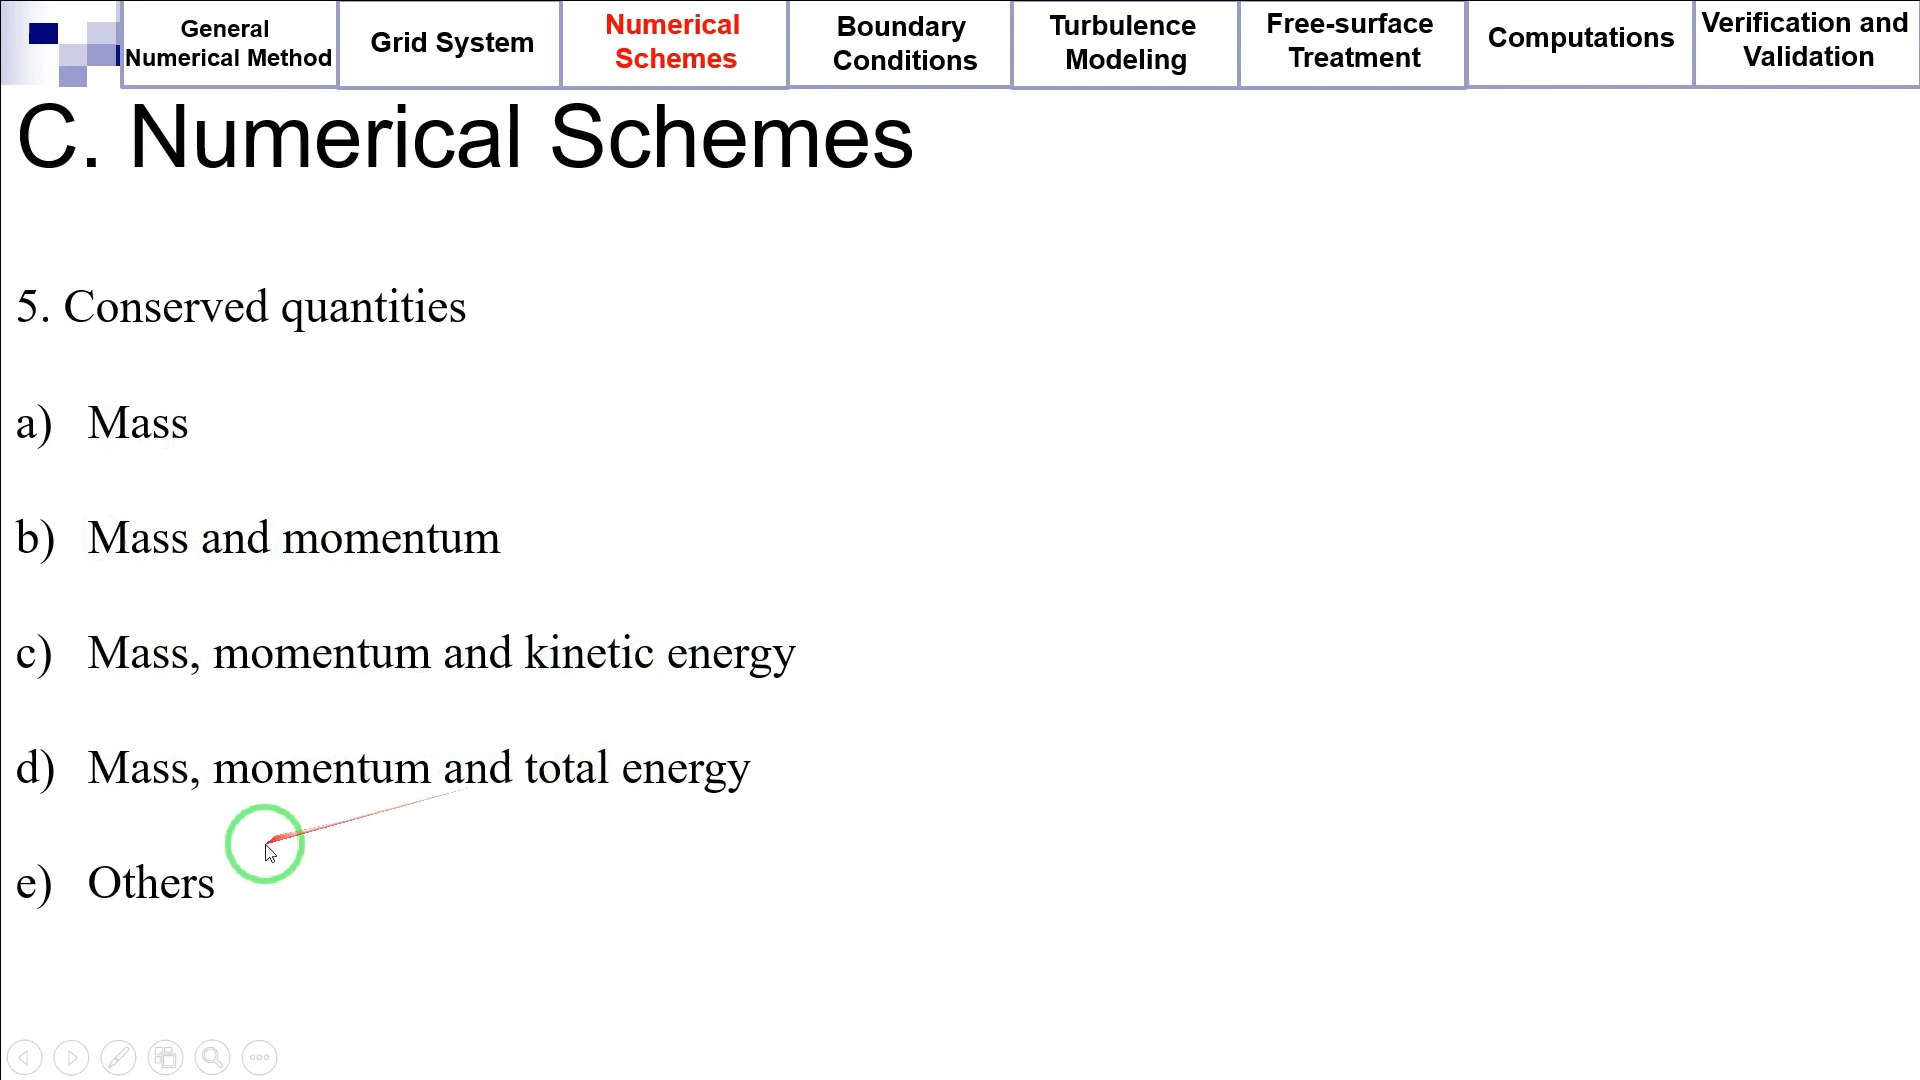 General
Numerical Method
Grid System
Numerical
Schemes
Boundary
Conditions
Turbulence
Modeling
Free-surface
Treatment
Computations
Verification and
Validation
C. Numerical Schemes
5. Conserved quantities
a) Mass
b) Mass and momentum
c) Mass, momentum and kinetic energy
d) Mass, momentum and total energy
e) Others